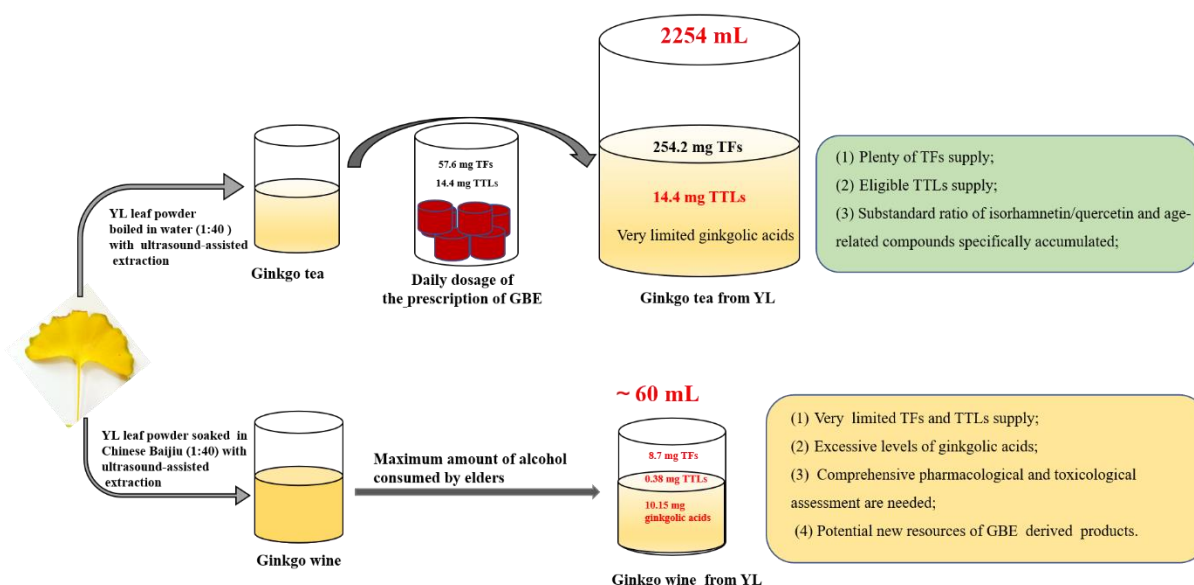 YL leaf powder
boiled in water (1:40 )
with ultrasound-assisted
extraction
Ginkgo tea
57.6 mg TFs
14.4 mg TTLs
Daily dosage of
the prescription of GBE
2254 mL
254.2 mg TFs
14.4 mg TTLs
Very limited ginkgolic acids
Ginkgo tea from YL
(1) Plenty of TFs supply;
(2) Eligible TTLs supply;
(3) Substandard ratio of isorhamnetin/quercetin and age-
related compounds specifically accumulated;
YL leaf powder soaked in
Chinese Baijiu (1:40) with
ultrasound-assisted
extraction
Ginkgo wine
Maximum amount of alcohol
consumed by elders
~ 60 mL
8.7 mg TFs
0.38 mg TTLs
10.15 mg
ginkgolic acids
Ginkgo wine from YL
(1) Very limited TFs and TTLs supply;
(2) Excessive levels of ginkgolic acids;
(3) Comprehensive pharmacological and toxicological
assessment are needed;
(4) Potential new resources of GBE derived products.